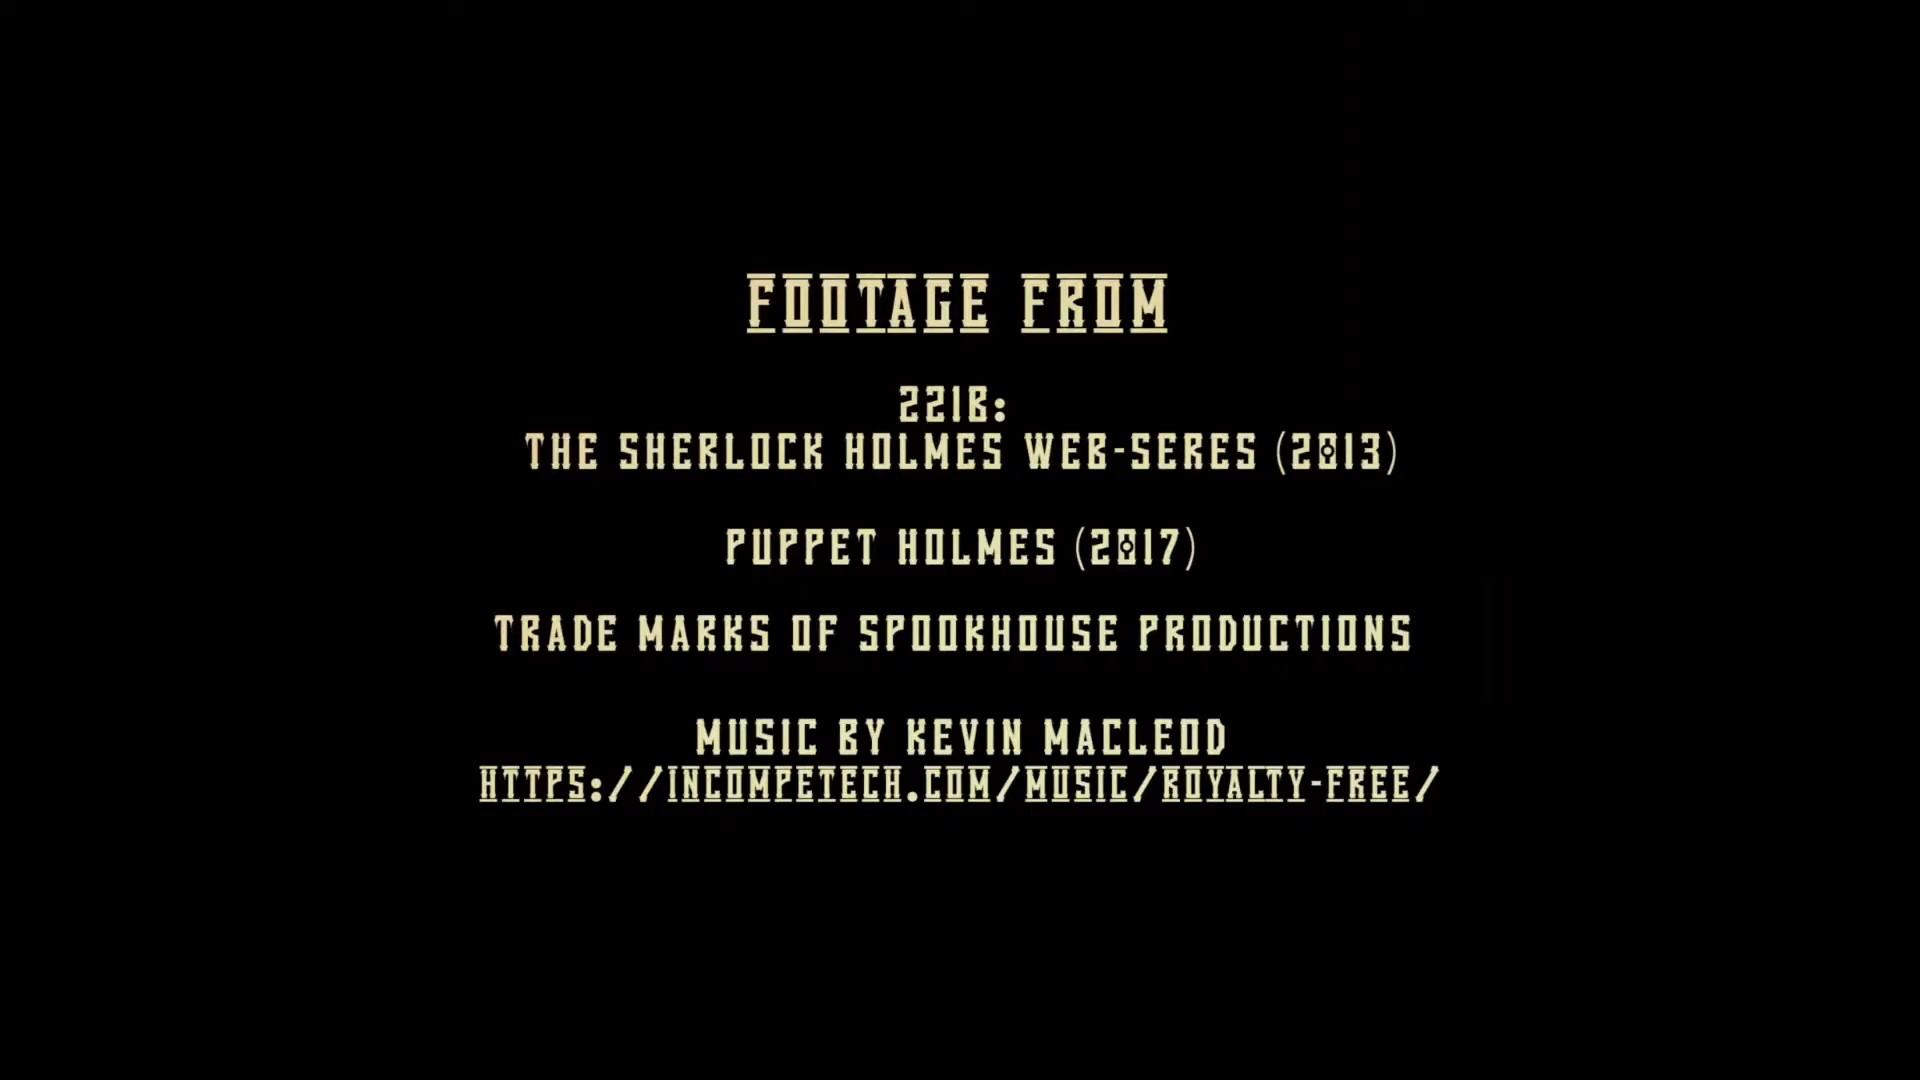 FOOTAGE FROM
221B:
THE SHERLOCK HOLMES WEB-SERES (2013)
PUPPET HOLMES (2017)
TRADE MARKS OF SPOOKHOUSE PRODUCTIONS
MUSIC BY KEVIN MACLEOD
HTTPS://INCOMPETECH.COM/MUSIC/ROYALTY-FREE/